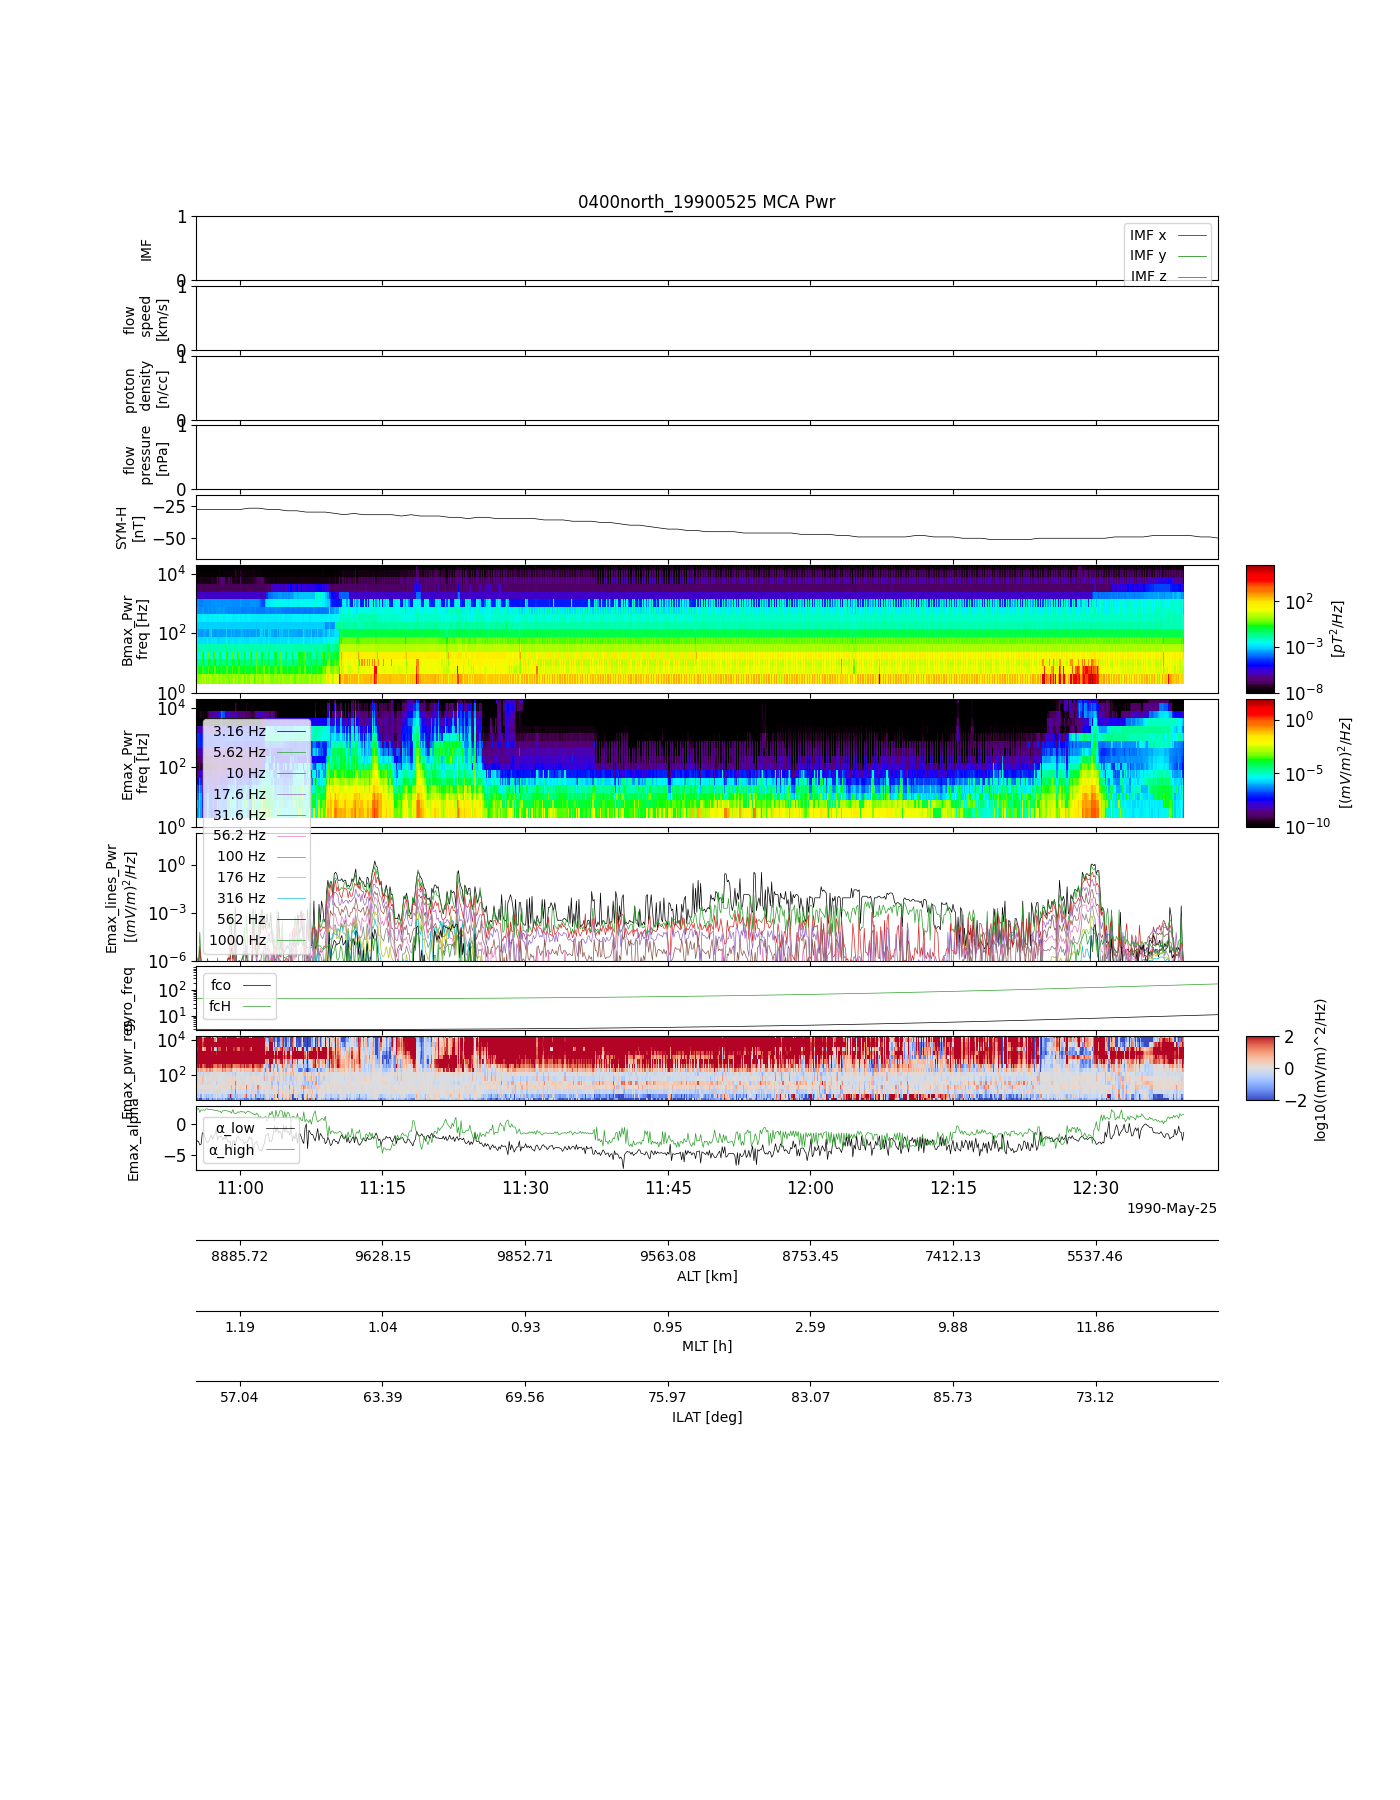 0400north_19900525 MCA Pwr
1
0
IMF
IMF x
IMF y
IMF z
1
0
flow
speed
[km/s]
1
0
proton
density
[n/cc]
1
0
flow
pressure
[nPa]
−25
−50
SYM-H
[nT]
10^4
10^2
10^0
Bmax_Pwr
freq [Hz]
10^2
10^−3
10^−8
[pT^2/Hz]
10^4
10^2
10^0
Emax_Pwr
freq [Hz]
10^0
10^−5
10^−10
[(mV/m)^2/Hz]
3.16 Hz
5.62 Hz
10 Hz
17.6 Hz
31.6 Hz
56.2 Hz
100 Hz
176 Hz
316 Hz
562 Hz
1000 Hz
10^0
10^−3
10^−6
Emax_lines_Pwr
[(mV/m)^2/Hz]
10^2
10^1
gyro_freq
fco
fcH
10^4
10^2
Emax_pwr_reg
2
0
−2
log10((mV/m)^2/Hz)
0
−5
Emax_alpha
α_low
α_high
11:00 11:15 11:30 11:45 12:00 12:15 12:30
1990-May-25
8885.72 9628.15 9852.71 9563.08 8753.45 7412.13 5537.46
ALT [km]
1.19 1.04 0.93 0.95 2.59 9.88 11.86
MLT [h]
57.04 63.39 69.56 75.97 83.07 85.73 73.12
ILAT [deg]